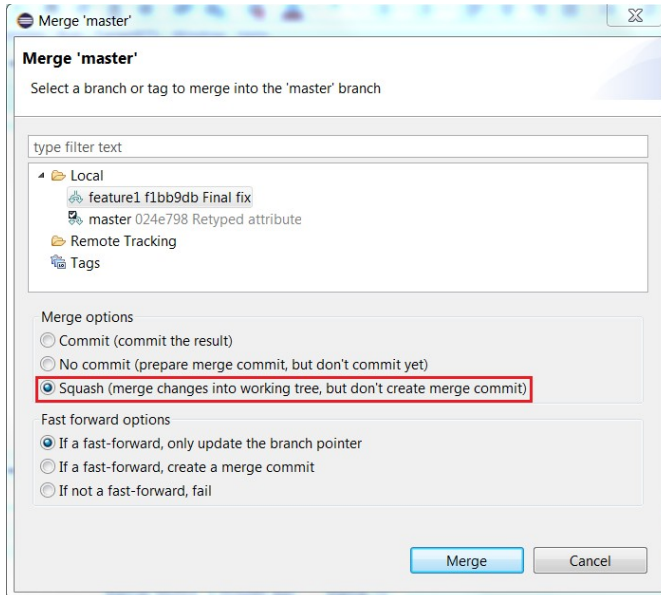 Merge 'master'
Merge 'master'
Select a branch or tag to merge into the 'master' branch
type filter text
Local
feature1 f1bb9db Final fix
master 024e798 Retyped attribute
Remote Tracking
Tags
Merge options
Commit (commit the result)
No commit (prepare merge commit, but don't commit yet)
Squash (merge changes into working tree, but don't create merge commit)
Fast forward options
If a fast-forward, only update the branch pointer
If a fast-forward, create a merge commit
If not a fast-forward, fail
Merge Cancel